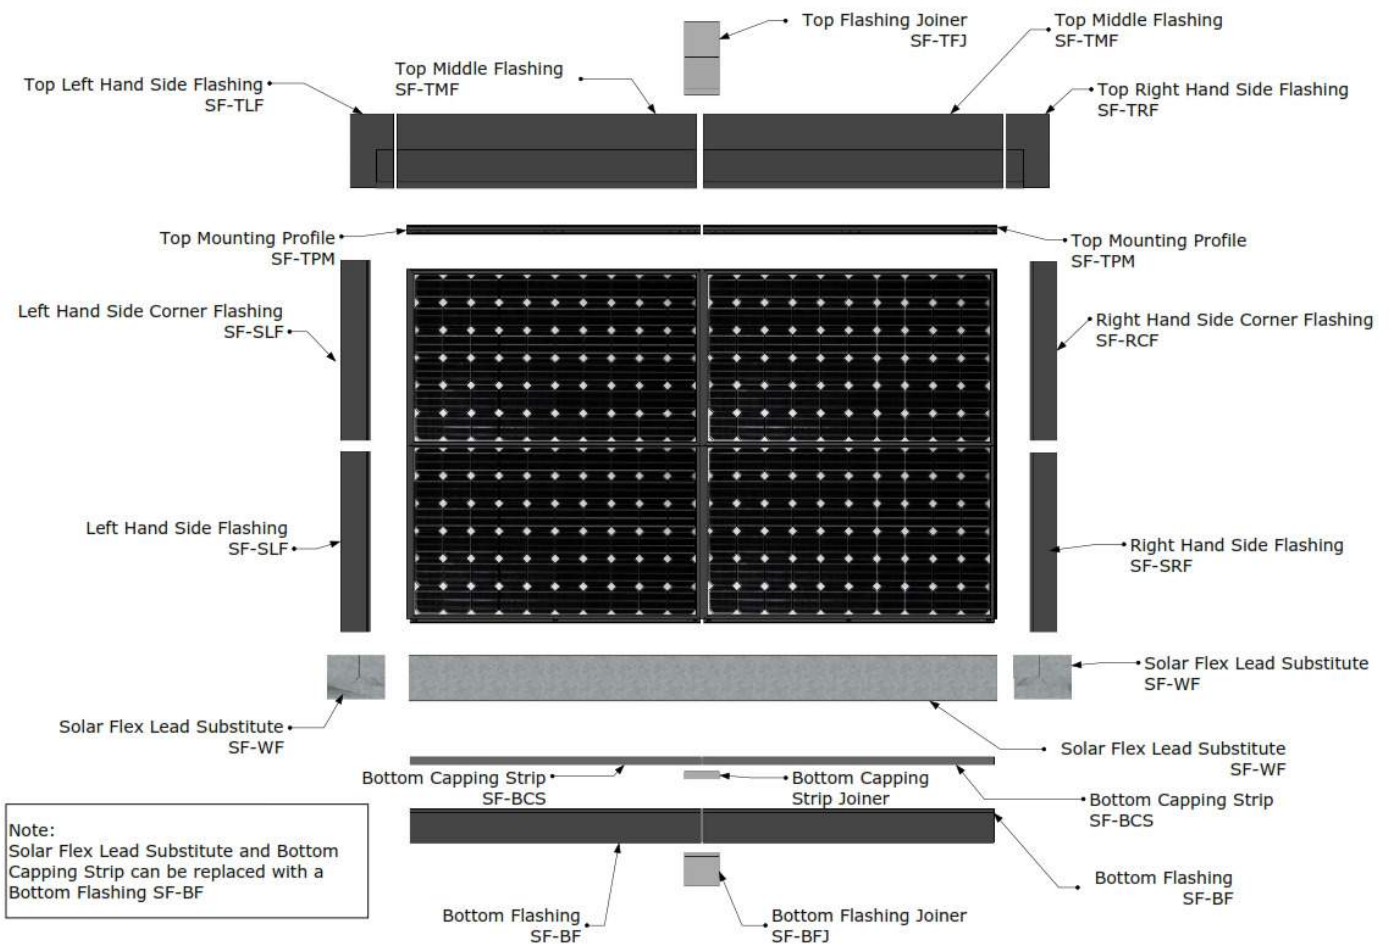 Top Flashing Joiner
SF-TFJ
Top Middle Flashing
SF-TMF
Top Middle Flashing
SF-TMF
Top Left Hand Side Flashing
SF-TLF
Top Right Hand Side Flashing
SF-TRF
Top Mounting Profile
SF-TPM
Top Mounting Profile
SF-TPM
Left Hand Side Corner Flashing
SF-SLF
Right Hand Side Corner Flashing
SF-RCF
Left Hand Side Flashing
SF-SLF
Right Hand Side Flashing
SF-SRF
Solar Flex Lead Substitute
SF-WF
Solar Flex Lead Substitute
SF-WF
Solar Flex Lead Substitute
SF-WF
Bottom Capping Strip
SF-BCS
Bottom Capping
Strip Joiner
Bottom Capping Strip
SF-BCS
Note:
Solar Flex Lead Substitute and Bottom
Capping Strip can be replaced with a
Bottom Flashing SF-BF
Bottom Flashing
SF-BF
Bottom Flashing
SF-BF
Bottom Flashing Joiner
SF-BFJ